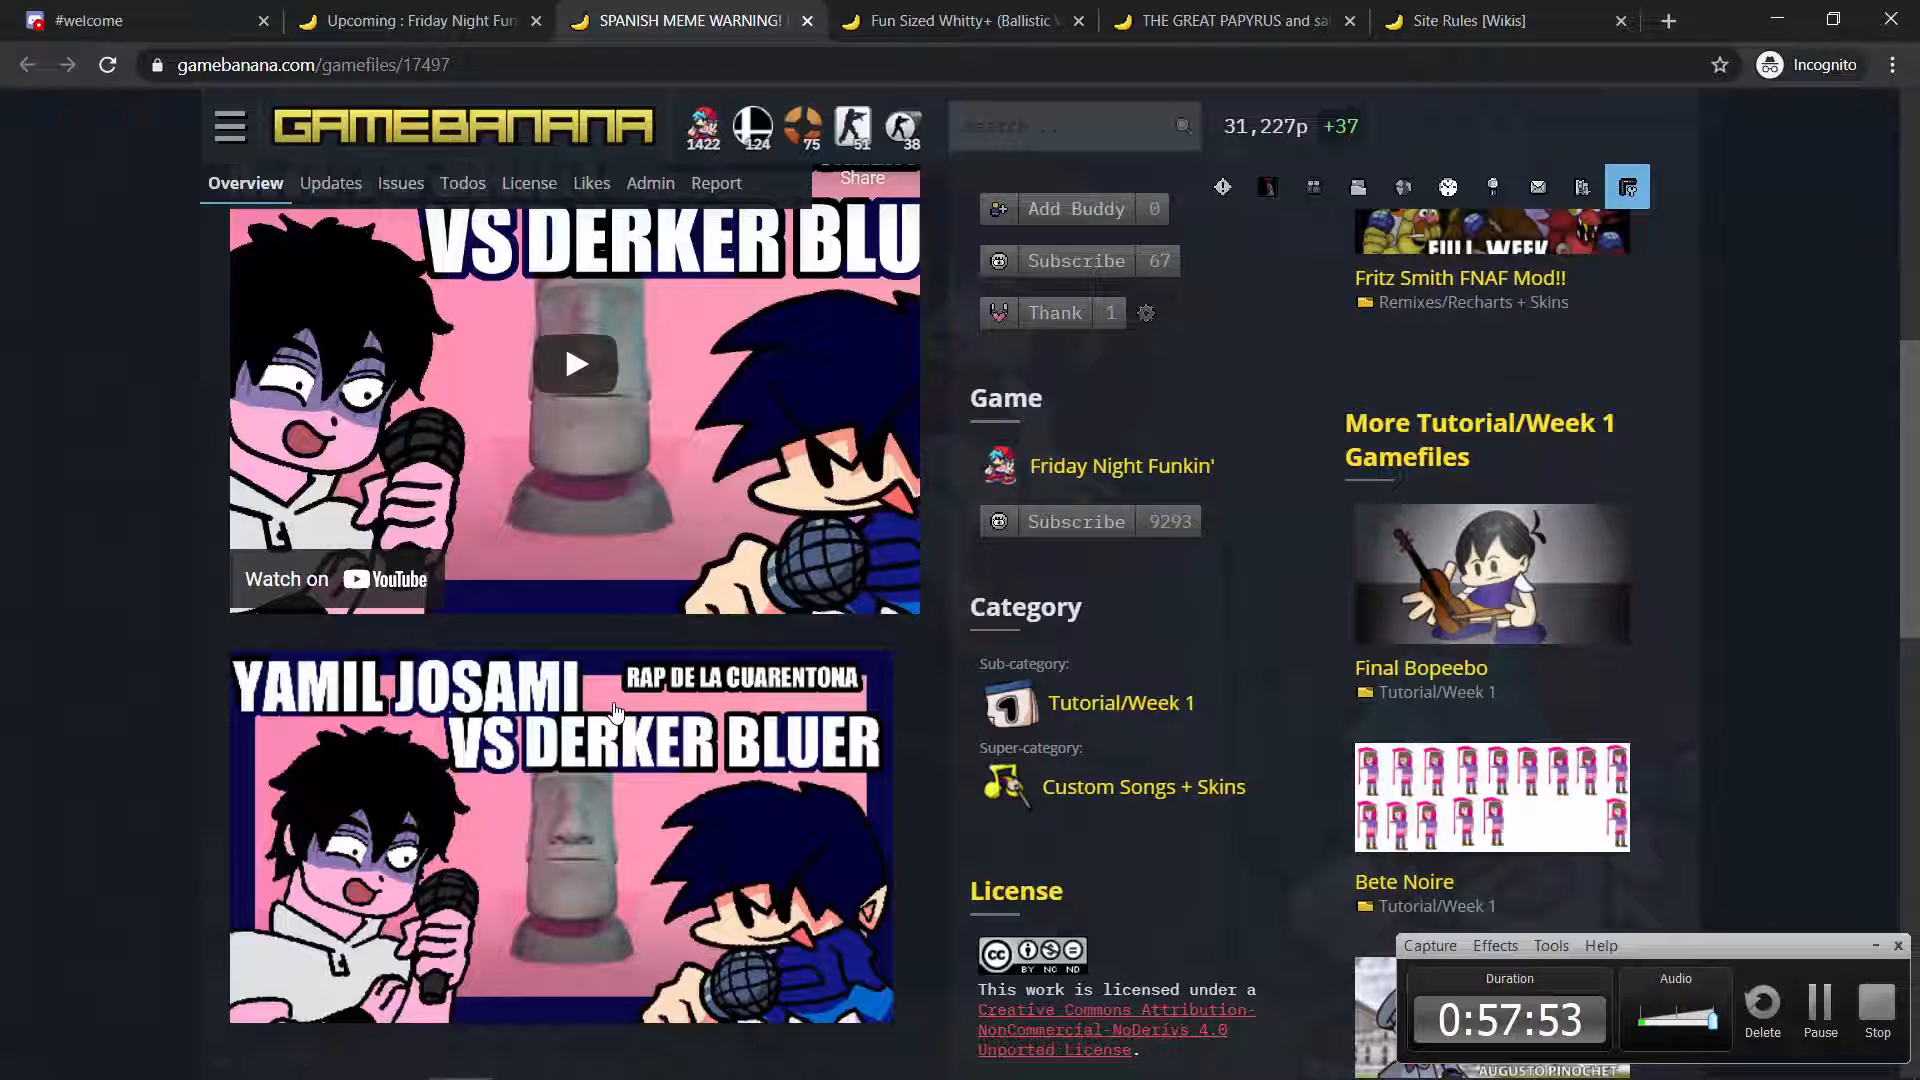 #welcome
Upcoming : Friday Night Fun
SPANISH MEME WARNING!
Fun Sized Whitty+ (Ballistic
THE GREAT PAPYRUS and sa
Site Rules [Wikis]
gamebanana.com/gamefiles/17497
Incognito
GAMEBANANA
1422
124
75
51
38
Search ...
31,227p +37
Overview
Updates
Issues
Todos
License
Likes
Admin
Report
Share
VS DERKER BLU
Watch on YouTube
YAMIL JOSAMI
RAP DE LA CUARENTONA
VS DERKER BLUER
Add Buddy 0
Subscribe 67
Thank 1
Game
Friday Night Funkin'
Subscribe 9293
Category
Sub-category:
Tutorial/Week 1
Super-category:
Custom Songs + Skins
License
CC BY NC ND
This work is licensed under a
Creative Commons Attribution-
NonCommercial-NoDerivs 4.0
Unported License.
FULL WEEK
Fritz Smith FNAF Mod!!
Remixes/Recharts + Skins
More Tutorial/Week 1
Gamefiles
Final Bopeebo
Tutorial/Week 1
Bete Noire
Tutorial/Week 1
AUGUSTO PINOCHET
Capture Effects Tools Help
Duration
0:57:53
Audio
Delete
Pause
Stop